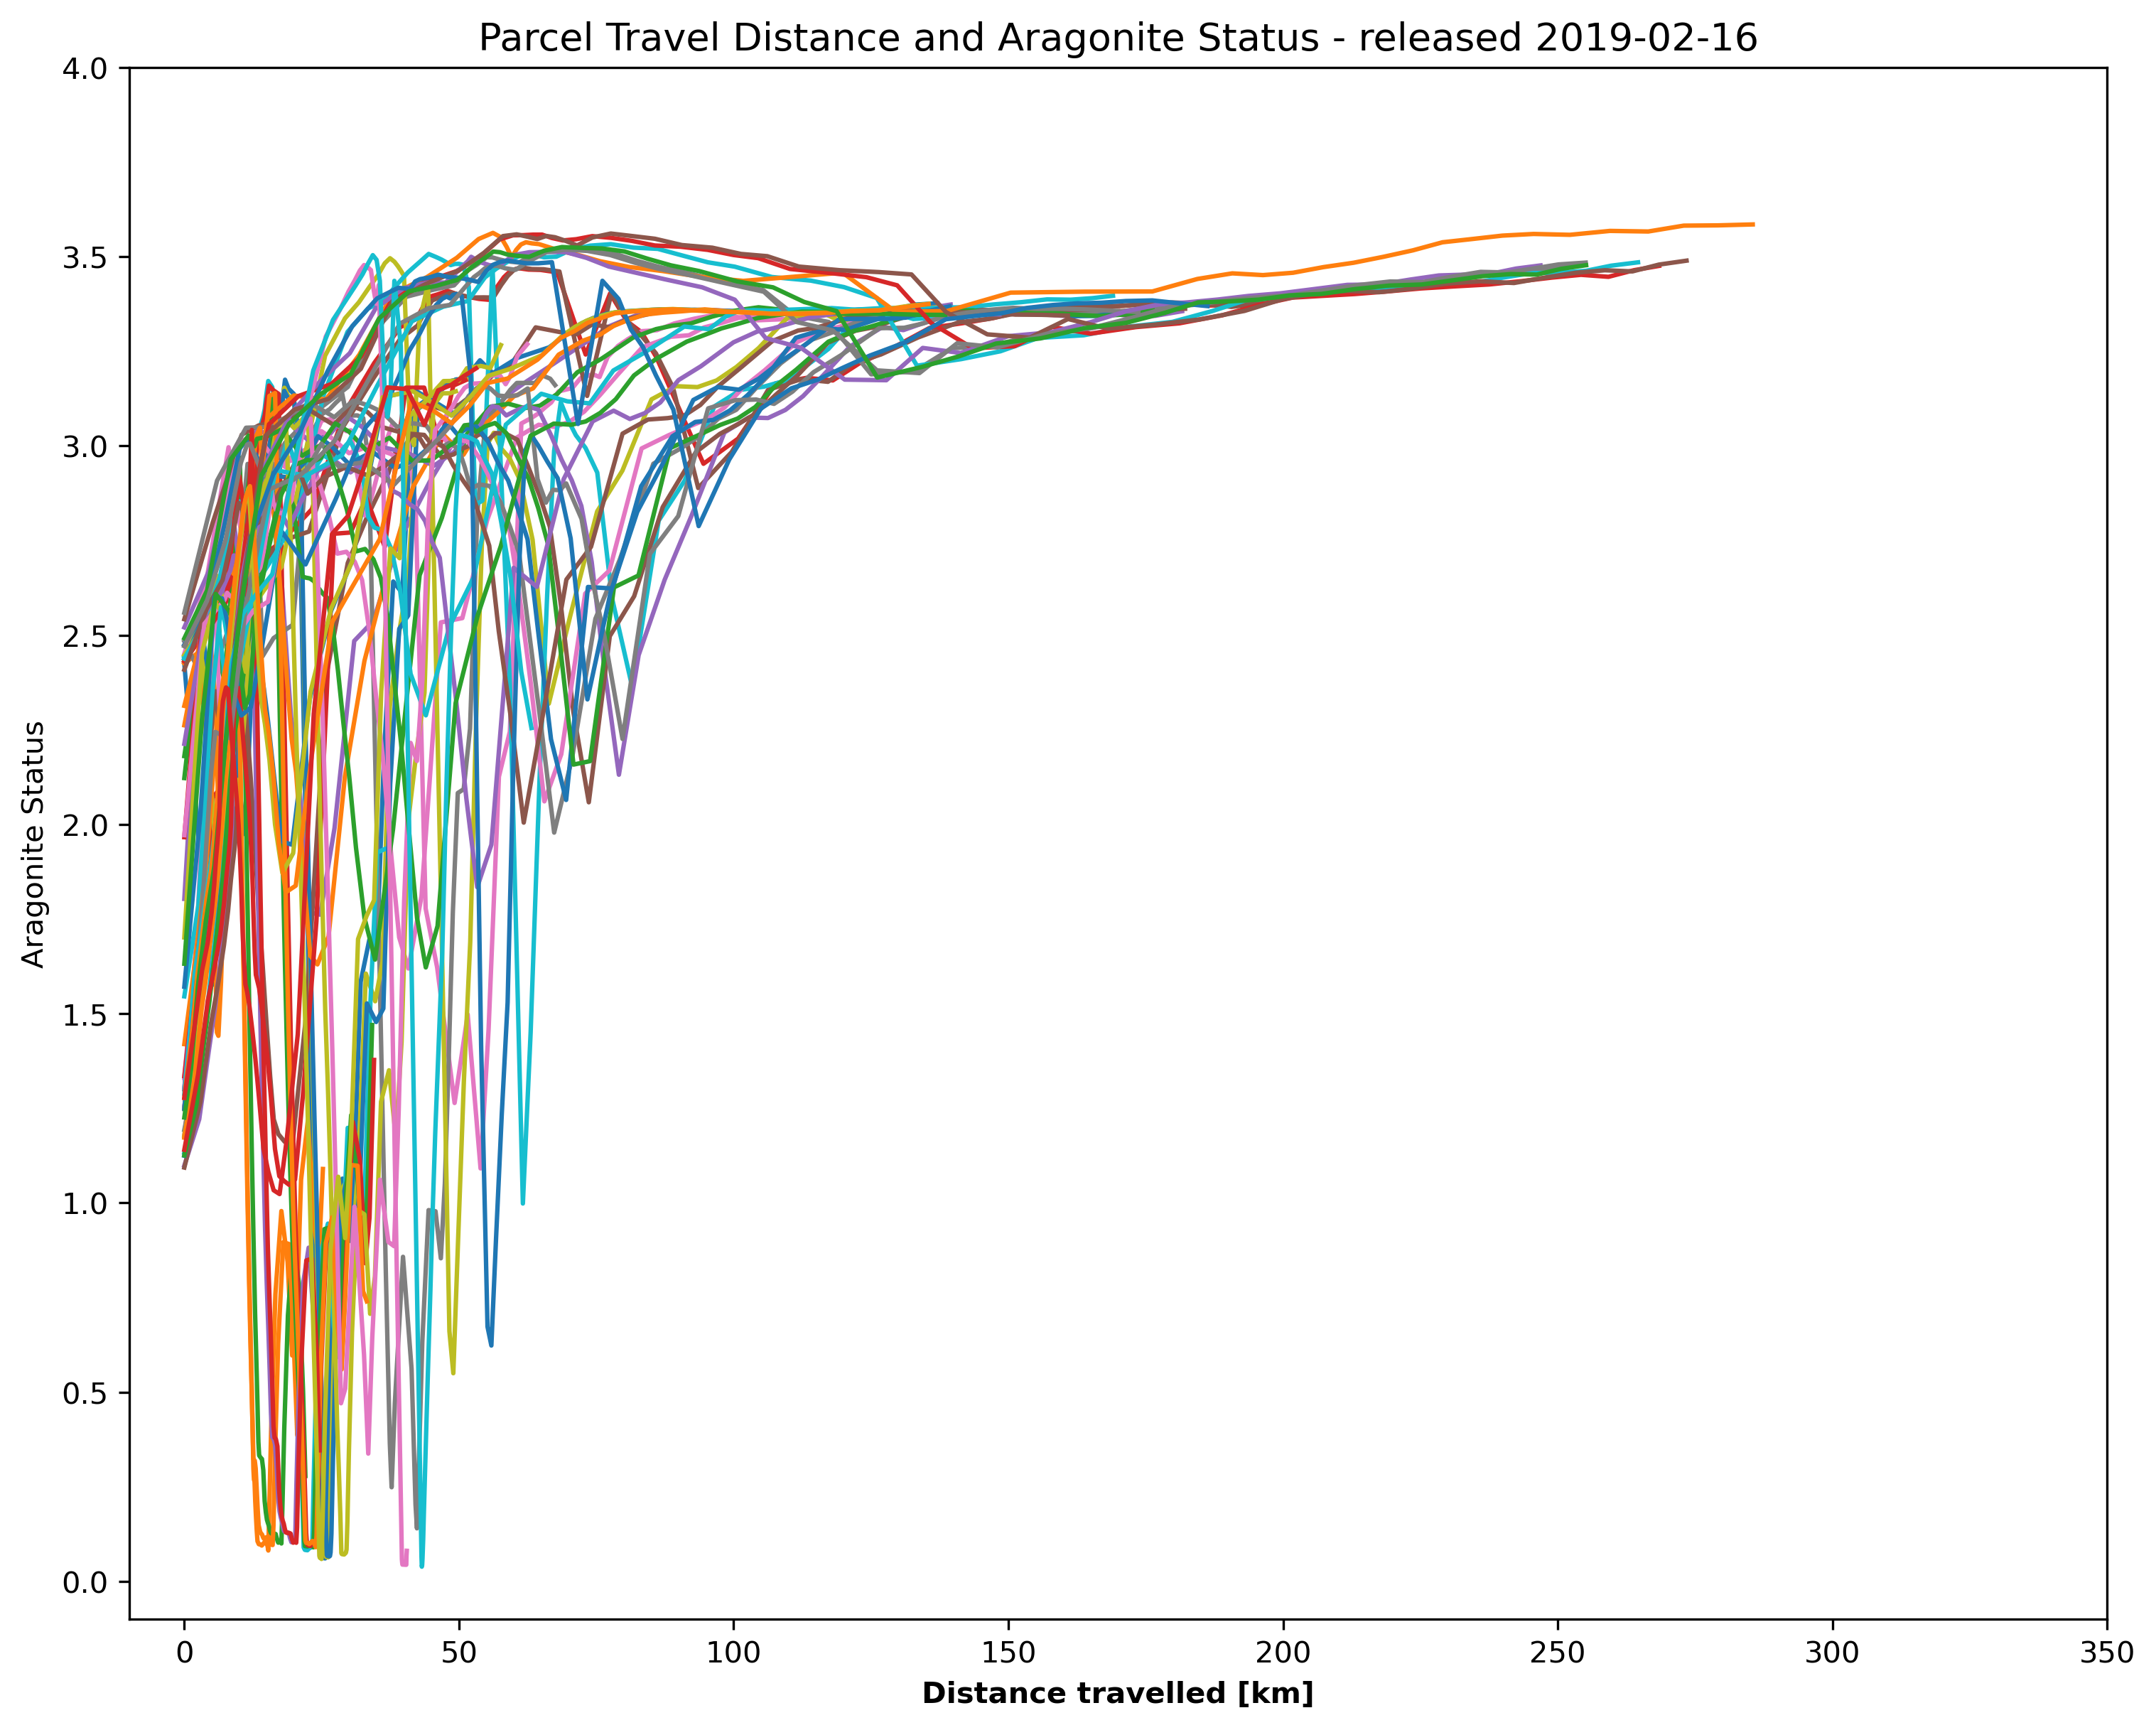 Parcel Travel Distance and Aragonite Status - released 2019-02-16
4.0
3.5
3.0
2.5
2.0
1.5
1.0
0.5
0.0
Aragonite Status
0 50 100 150 200 250 300 350
Distance travelled [km]